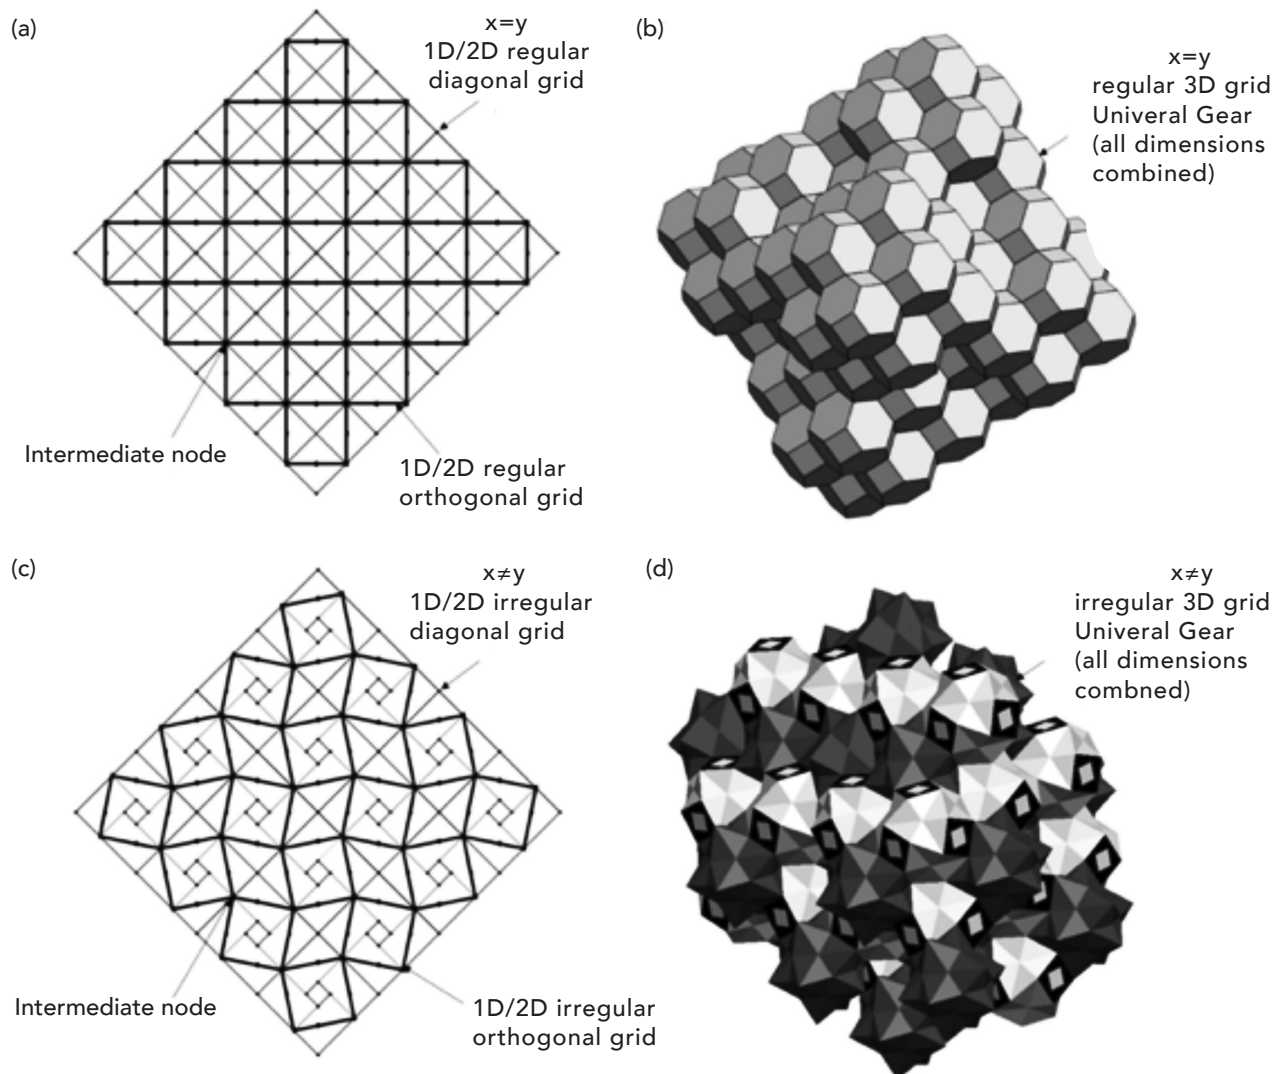 (a)
x=y
1D/2D regular
diagonal grid
Intermediate node
1D/2D regular
orthogonal grid
(b)
x=y
regular 3D grid
Univeral Gear
(all dimensions
combined)
(c)
x≠y
1D/2D irregular
diagonal grid
Intermediate node
1D/2D irregular
orthogonal grid
(d)
x≠y
irregular 3D grid
Univeral Gear
(all dimensions
combned)